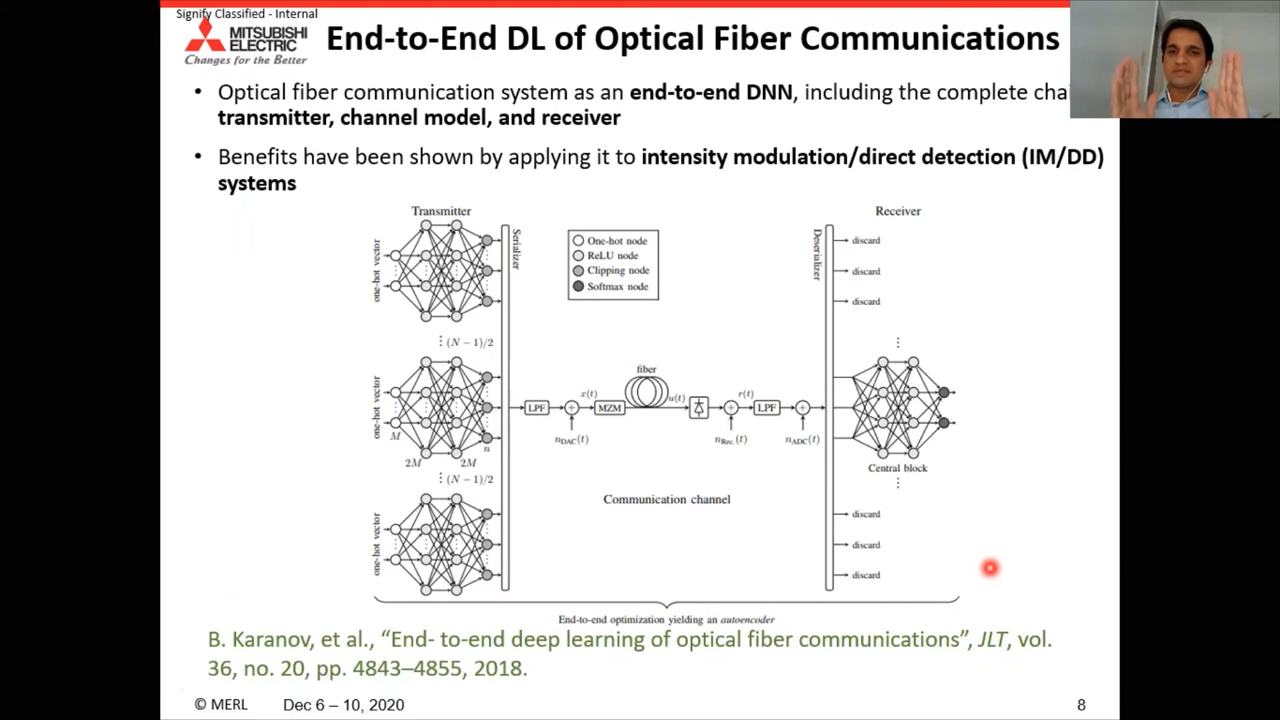 Signify Classified - Internal
MITSUBISHI
ELECTRIC
Changes for the Better
End-to-End DL of Optical Fiber Communications
• Optical fiber communication system as an end-to-end DNN, including the complete chai
transmitter, channel model, and receiver
• Benefits have been shown by applying it to intensity modulation/direct detection (IM/DD)
systems
Transmitter
Receiver
one-hot vector
Serializer
One-hot node
ReLU node
Clipping node
Softmax node
Deserializer
discard
discard
discard
⋮ (N − 1)/2
one-hot vector
M
2M
2M
n
LPF
n_DAC(t)
x(t)
MZM
fiber
u(t)
r(t)
n_Rec.(t)
LPF
n_ADC(t)
Central block
⋮ (N − 1)/2
Communication channel
one-hot vector
discard
discard
discard
End-to-end optimization yielding an autoencoder
B. Karanov, et al., “End- to-end deep learning of optical fiber communications”, JLT, vol.
36, no. 20, pp. 4843–4855, 2018.
© MERL
Dec 6 – 10, 2020
8